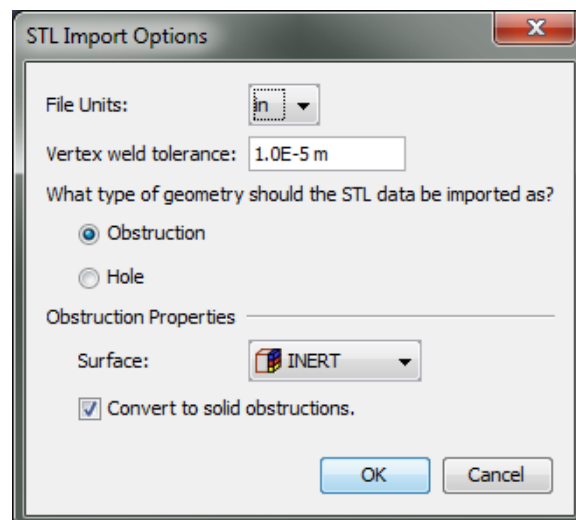 STL Import Options
File Units: in
Vertex weld tolerance: 1.0E-5 m
What type of geometry should the STL data be imported as?
Obstruction
Hole
Obstruction Properties
Surface: INERT
Convert to solid obstructions.
OK Cancel